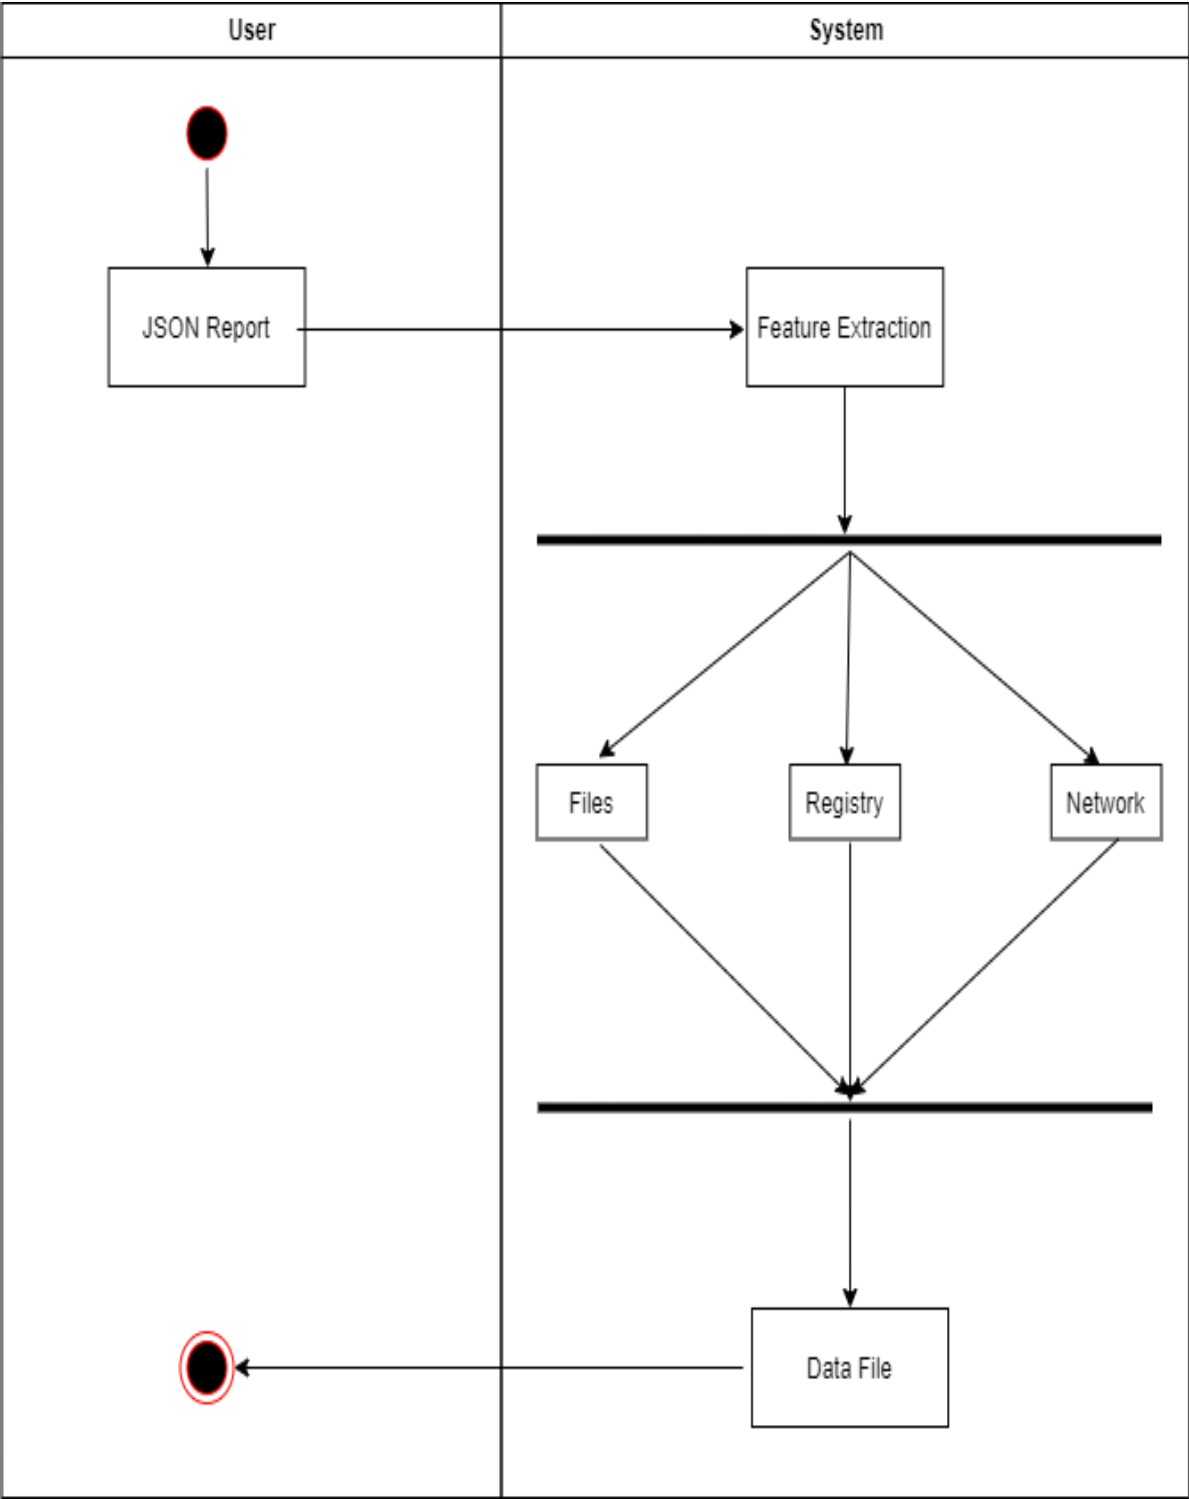 User
System
JSON Report
Feature Extraction
Files
Registry
Network
Data File